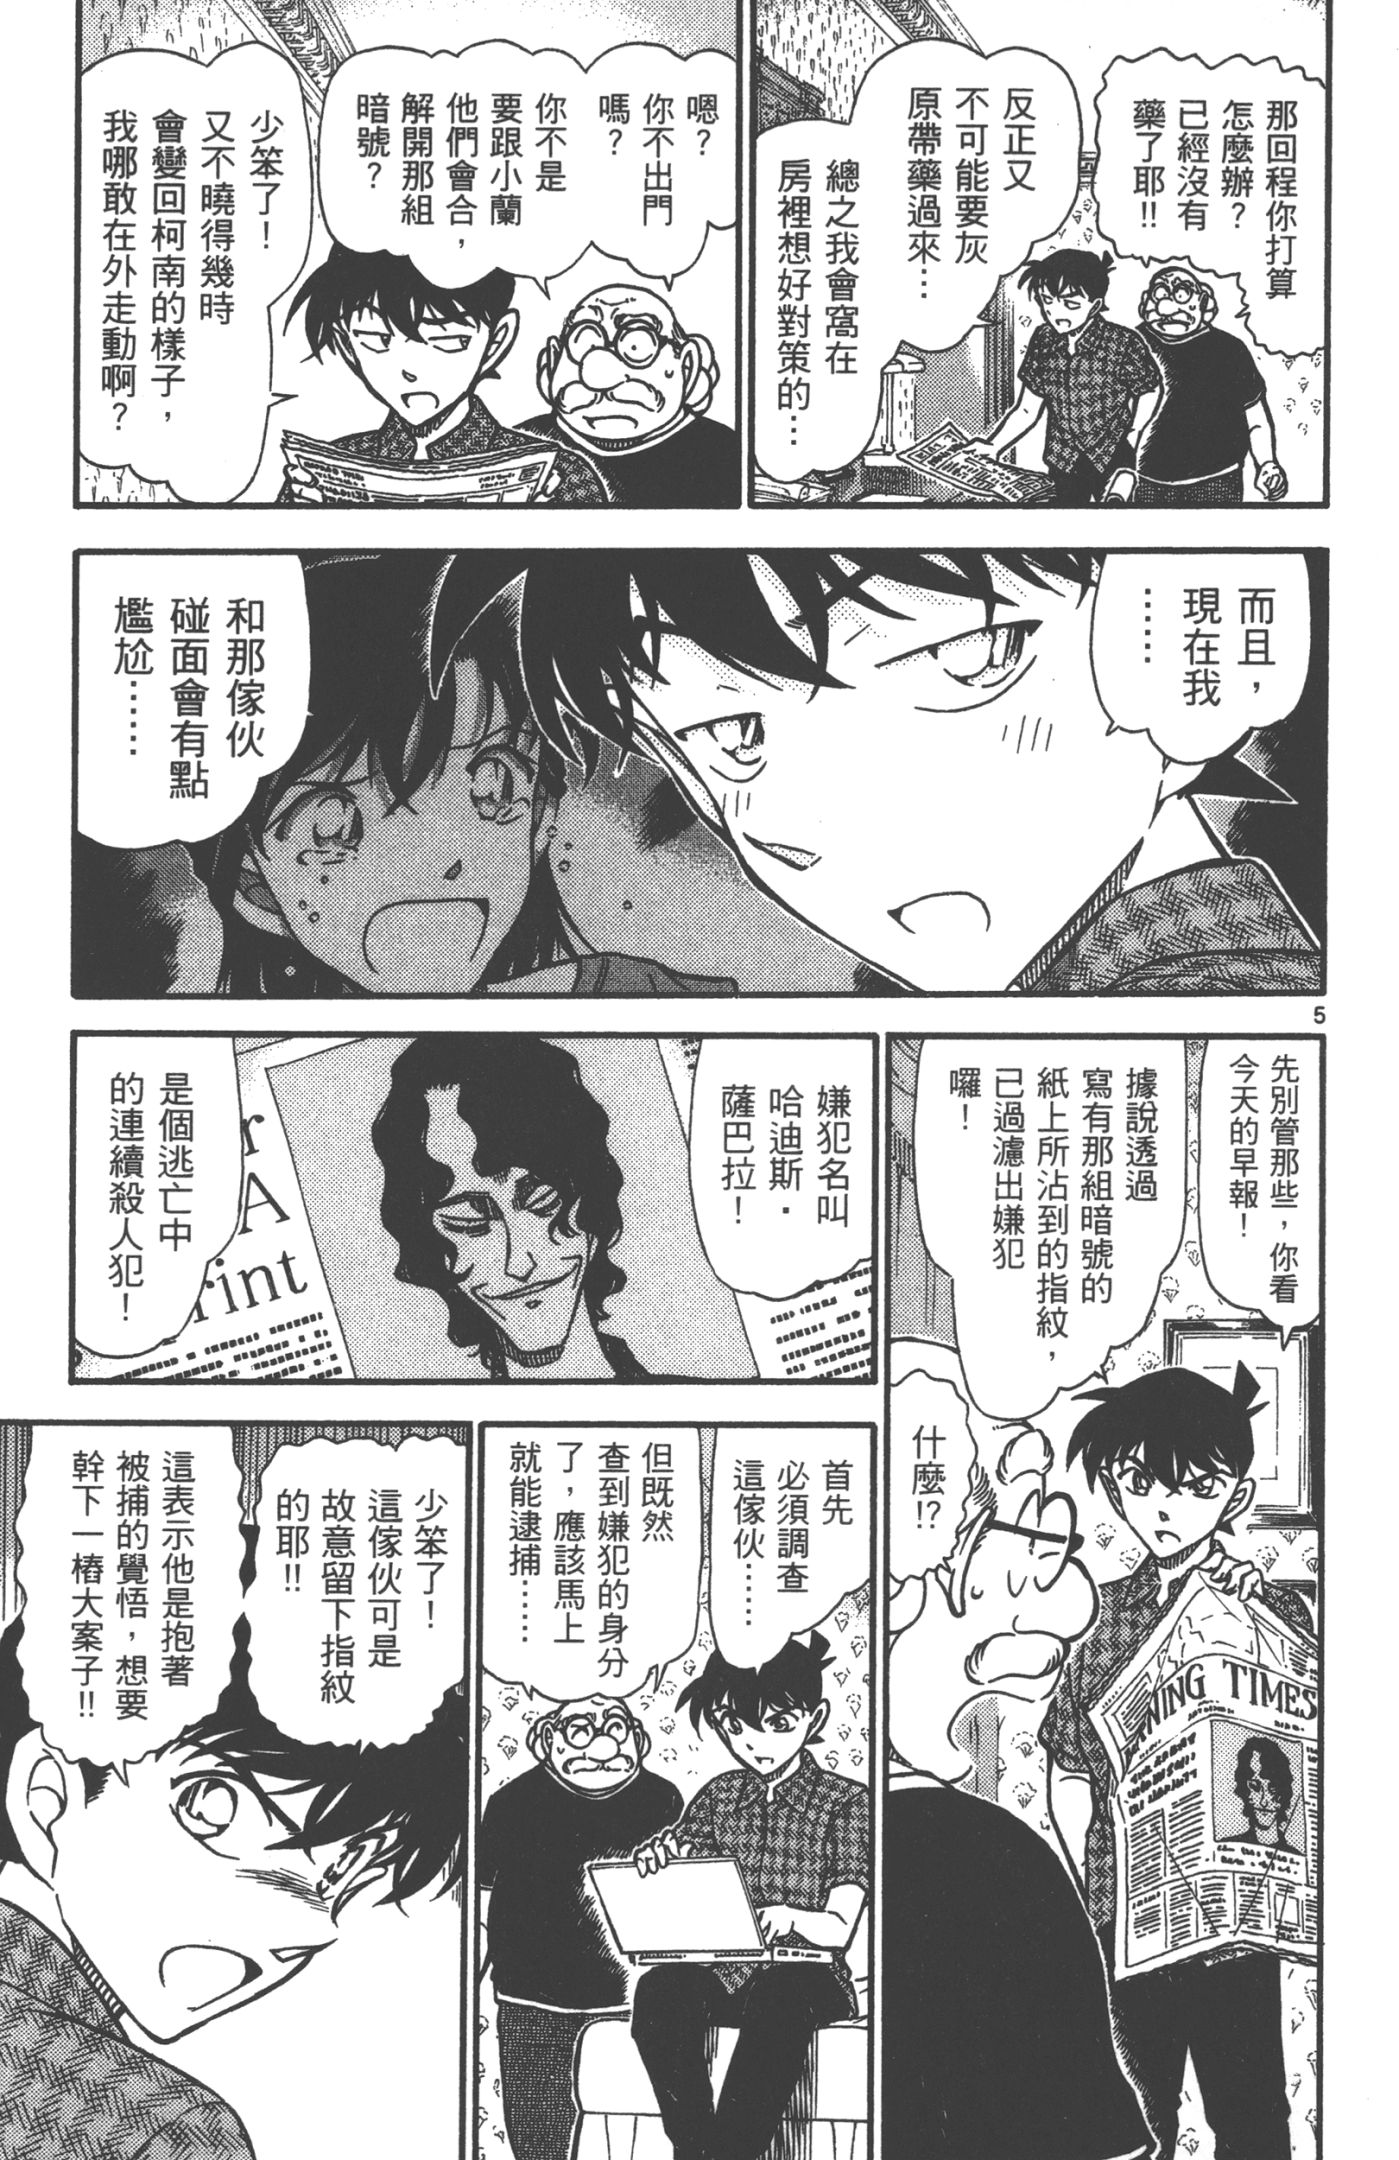 那回程你打算
怎麼辦?
已經沒有
藥了耶!!
反正又
不可能要灰
原帶藥過來…
總之我會窩在
房裡想好對策的…
嗯?
你不出門
嗎?
你不是
要跟小蘭
他們會合,
解開那組
暗號?
少笨了!
又不曉得幾時
會變回柯南的樣子,
我哪敢在外走動啊?
而且,
現在我
……
和那傢伙
碰面會有點
尷尬……
5
先別管那些,你看
今天的早報!
據說透過
寫有那組暗號的
紙上所沾到的指紋,
已過濾出嫌犯
囉!
什麼!?
NING TIMES
嫌犯名叫
哈迪斯・
薩巴拉!
是個逃亡中
的連續殺人犯!
r
A
rint
首先
必須調查
這傢伙……
但既然
查到嫌犯的身分
了,應該馬上
就能逮捕……
少笨了!
這傢伙可是
故意留下指紋
的耶!!
這表示他是抱著
被捕的覺悟,想要
幹下一樁大案子!!